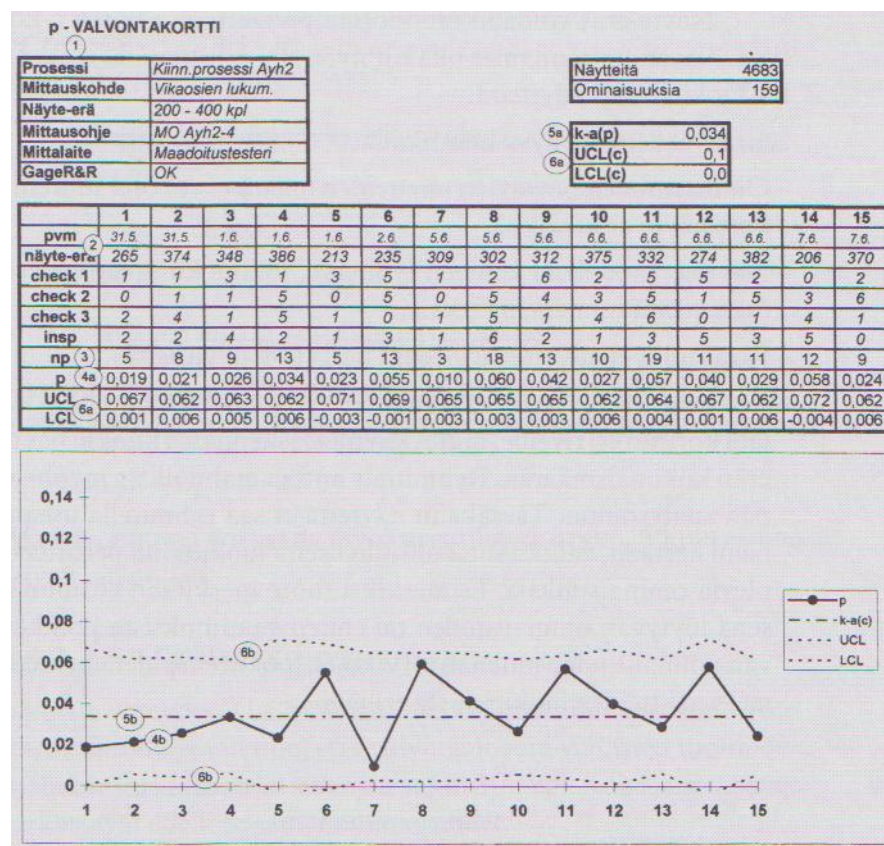 p - VALVONTAKORTTI
1
Prosessi Kiinn.prosessi Ayh2
Mittauskohde Vikaosien lukum.
Näyte-erä 200 - 400 kpl
Mittausohje MO Ayh2-4
Mittalaite Maadoitustesteri
GageR&R OK
Näytteitä 4683
Ominaisuuksia 159
5a k-a(p) 0,034
6a UCL(c) 0,1
LCL(c) 0,0
1 2 3 4 5 6 7 8 9 10 11 12 13 14 15
pvm 31.5. 31.5. 1.6. 1.6. 1.6. 2.6. 5.6. 5.6. 5.6. 6.6. 6.6. 6.6. 6.6. 7.6. 7.6.
2
näyte-erä 265 374 348 386 213 235 309 302 312 375 332 274 382 206 370
check 1 1 1 3 1 3 5 1 2 6 2 5 5 2 0 2
check 2 0 1 1 5 0 5 0 5 4 3 5 1 5 3 6
check 3 2 4 1 5 1 0 1 5 1 4 6 0 1 4 1
insp 2 2 4 2 1 3 1 6 2 1 3 5 3 5 0
np 3 5 8 9 13 5 13 3 18 13 10 19 11 11 12 9
p 4a 0,019 0,021 0,026 0,034 0,023 0,055 0,010 0,060 0,042 0,027 0,057 0,040 0,029 0,058 0,024
UCL 0,067 0,062 0,063 0,062 0,071 0,069 0,065 0,065 0,065 0,062 0,064 0,067 0,062 0,072 0,062
6a
LCL 0,001 0,006 0,005 0,006 -0,003 -0,001 0,003 0,003 0,003 0,006 0,004 0,001 0,006 -0,004 0,006
0,14
0,12
0,1
0,08
0,06
0,04
0,02
0
6b
5b
4b
6b
1 2 3 4 5 6 7 8 9 10 11 12 13 14 15
p
k-a(c)
UCL
LCL